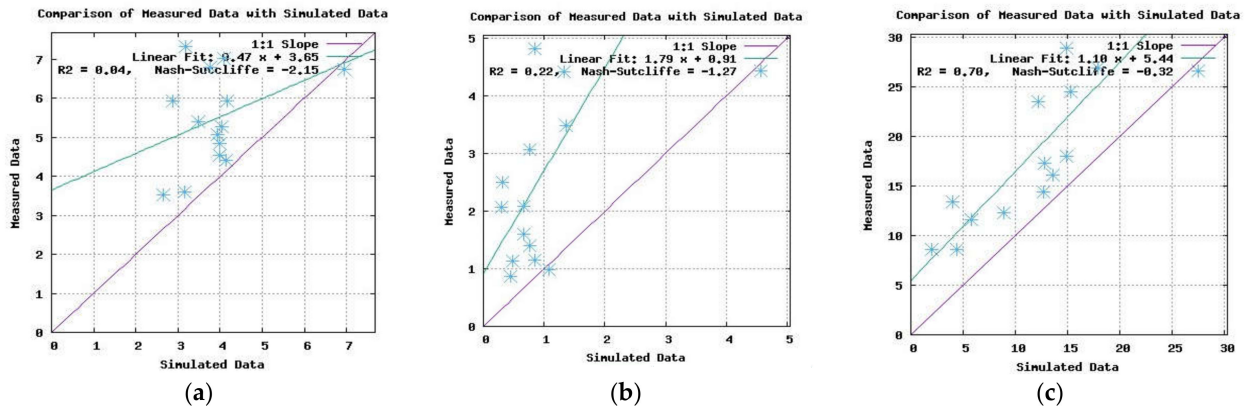 Comparison of Measured Data with Simulated Data
1:1 Slope
Linear Fit: 0.47 x + 3.65
R2 = 0.04, Nash-Sutcliffe = -2.15
Measured Data
7
6
5
4
3
2
1
0
0 1 2 3 4 5 6 7
Simulated Data
(a)
Comparison of Measured Data with Simulated Data
1:1 Slope
Linear Fit: 1.79 x + 0.91
R2 = 0.22, Nash-Sutcliffe = -1.27
Measured Data
5
4
3
2
1
0
0 1 2 3 4 5
Simulated Data
(b)
Comparison of Measured Data with Simulated Data
1:1 Slope
Linear Fit: 1.10 x + 5.44
R2 = 0.70, Nash-Sutcliffe = -0.32
Measured Data
30
25
20
15
10
5
0
0 5 10 15 20 25 30
Simulated Data
(c)